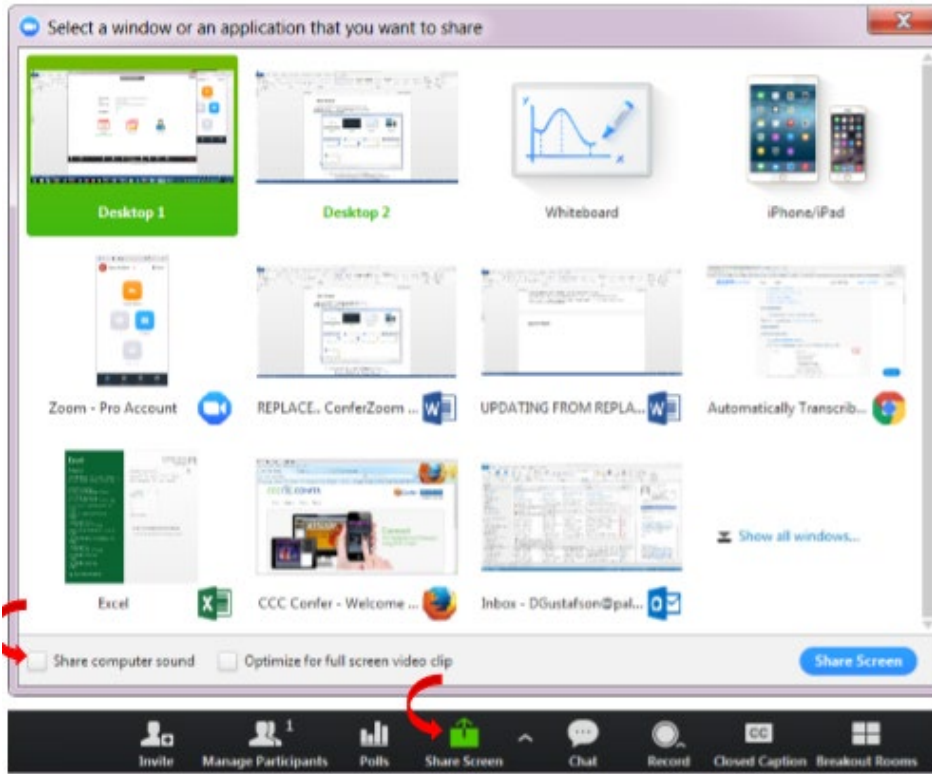 Select a window or an application that you want to share
Desktop 1
Desktop 2
Whiteboard
iPhone/iPad
Zoom - Pro Account
REPLACE.. ConferZoom ...
UPDATING FROM REPLA...
Automatically Transcrib...
Excel
CCC Confer - Welcome ...
Inbox - DGustafson@pal...
Show all windows...
Share computer sound
Optimize for full screen video clip
Share Screen
1
Invite
Manage Participants
Polls
Share Screen
Chat
Record
CC
Closed Caption
Breakout Rooms